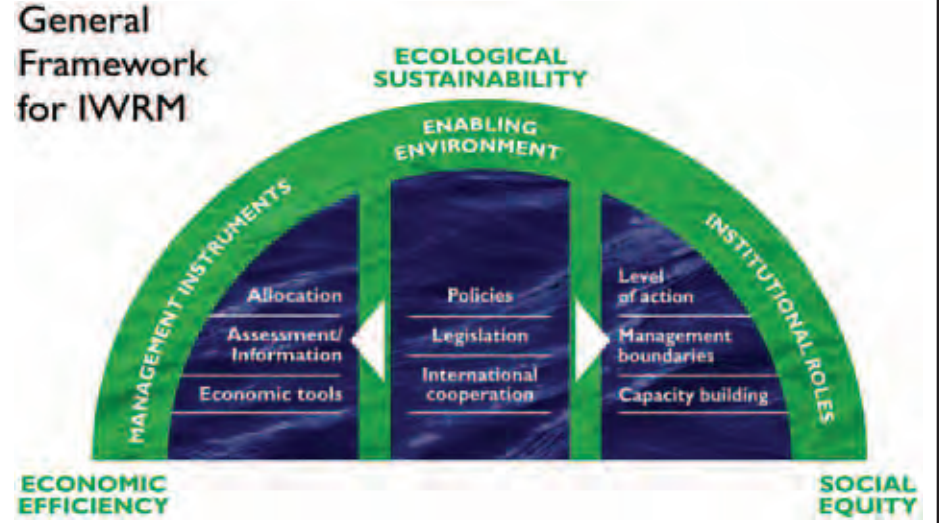 General
Framework
for IWRM
ECOLOGICAL
SUSTAINABILITY
ENABLING
ENVIRONMENT
MANAGEMENT INSTRUMENTS
INSTITUTIONAL ROLES
Allocation
Assessment/
Information
Economic tools
Policies
Legislation
International
cooperation
Level
of action
Management
boundaries
Capacity building
ECONOMIC
EFFICIENCY
SOCIAL
EQUITY